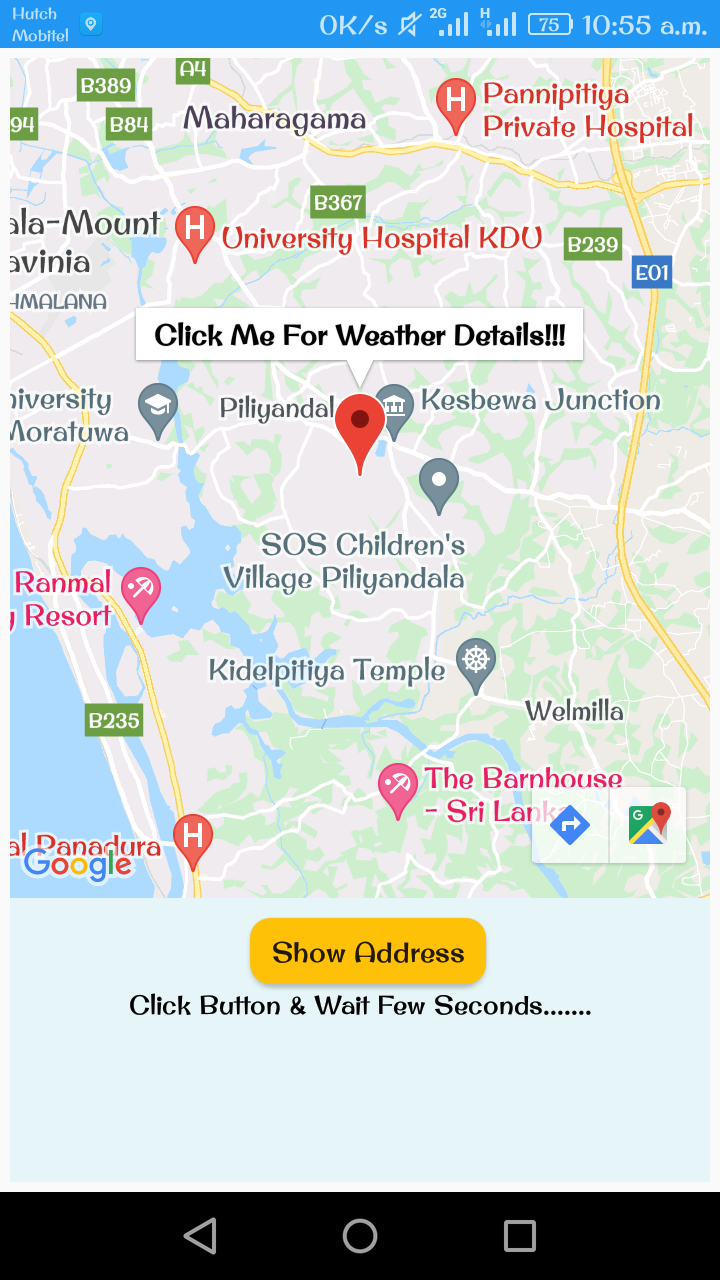 Hutch
Mobitel
0K/s 2G H 75 10:55 a.m.
A4
B389
94
B84
Maharagama
Pannipitiya
Private Hospital
H
B367
ala-Mount
avinia
H
University Hospital KDU
B239
E01
HMALANA
Click Me For Weather Details!!!
niversity
Moratuwa
Piliyandal
Kesbewa Junction
SOS Children's
Village Piliyandala
Ranmal
y Resort
Kidelpitiya Temple
Welmilla
B235
The Barnhouse
- Sri Lanka
G
al Panadura
H
Google
Show Address
Click Button & Wait Few Seconds.......